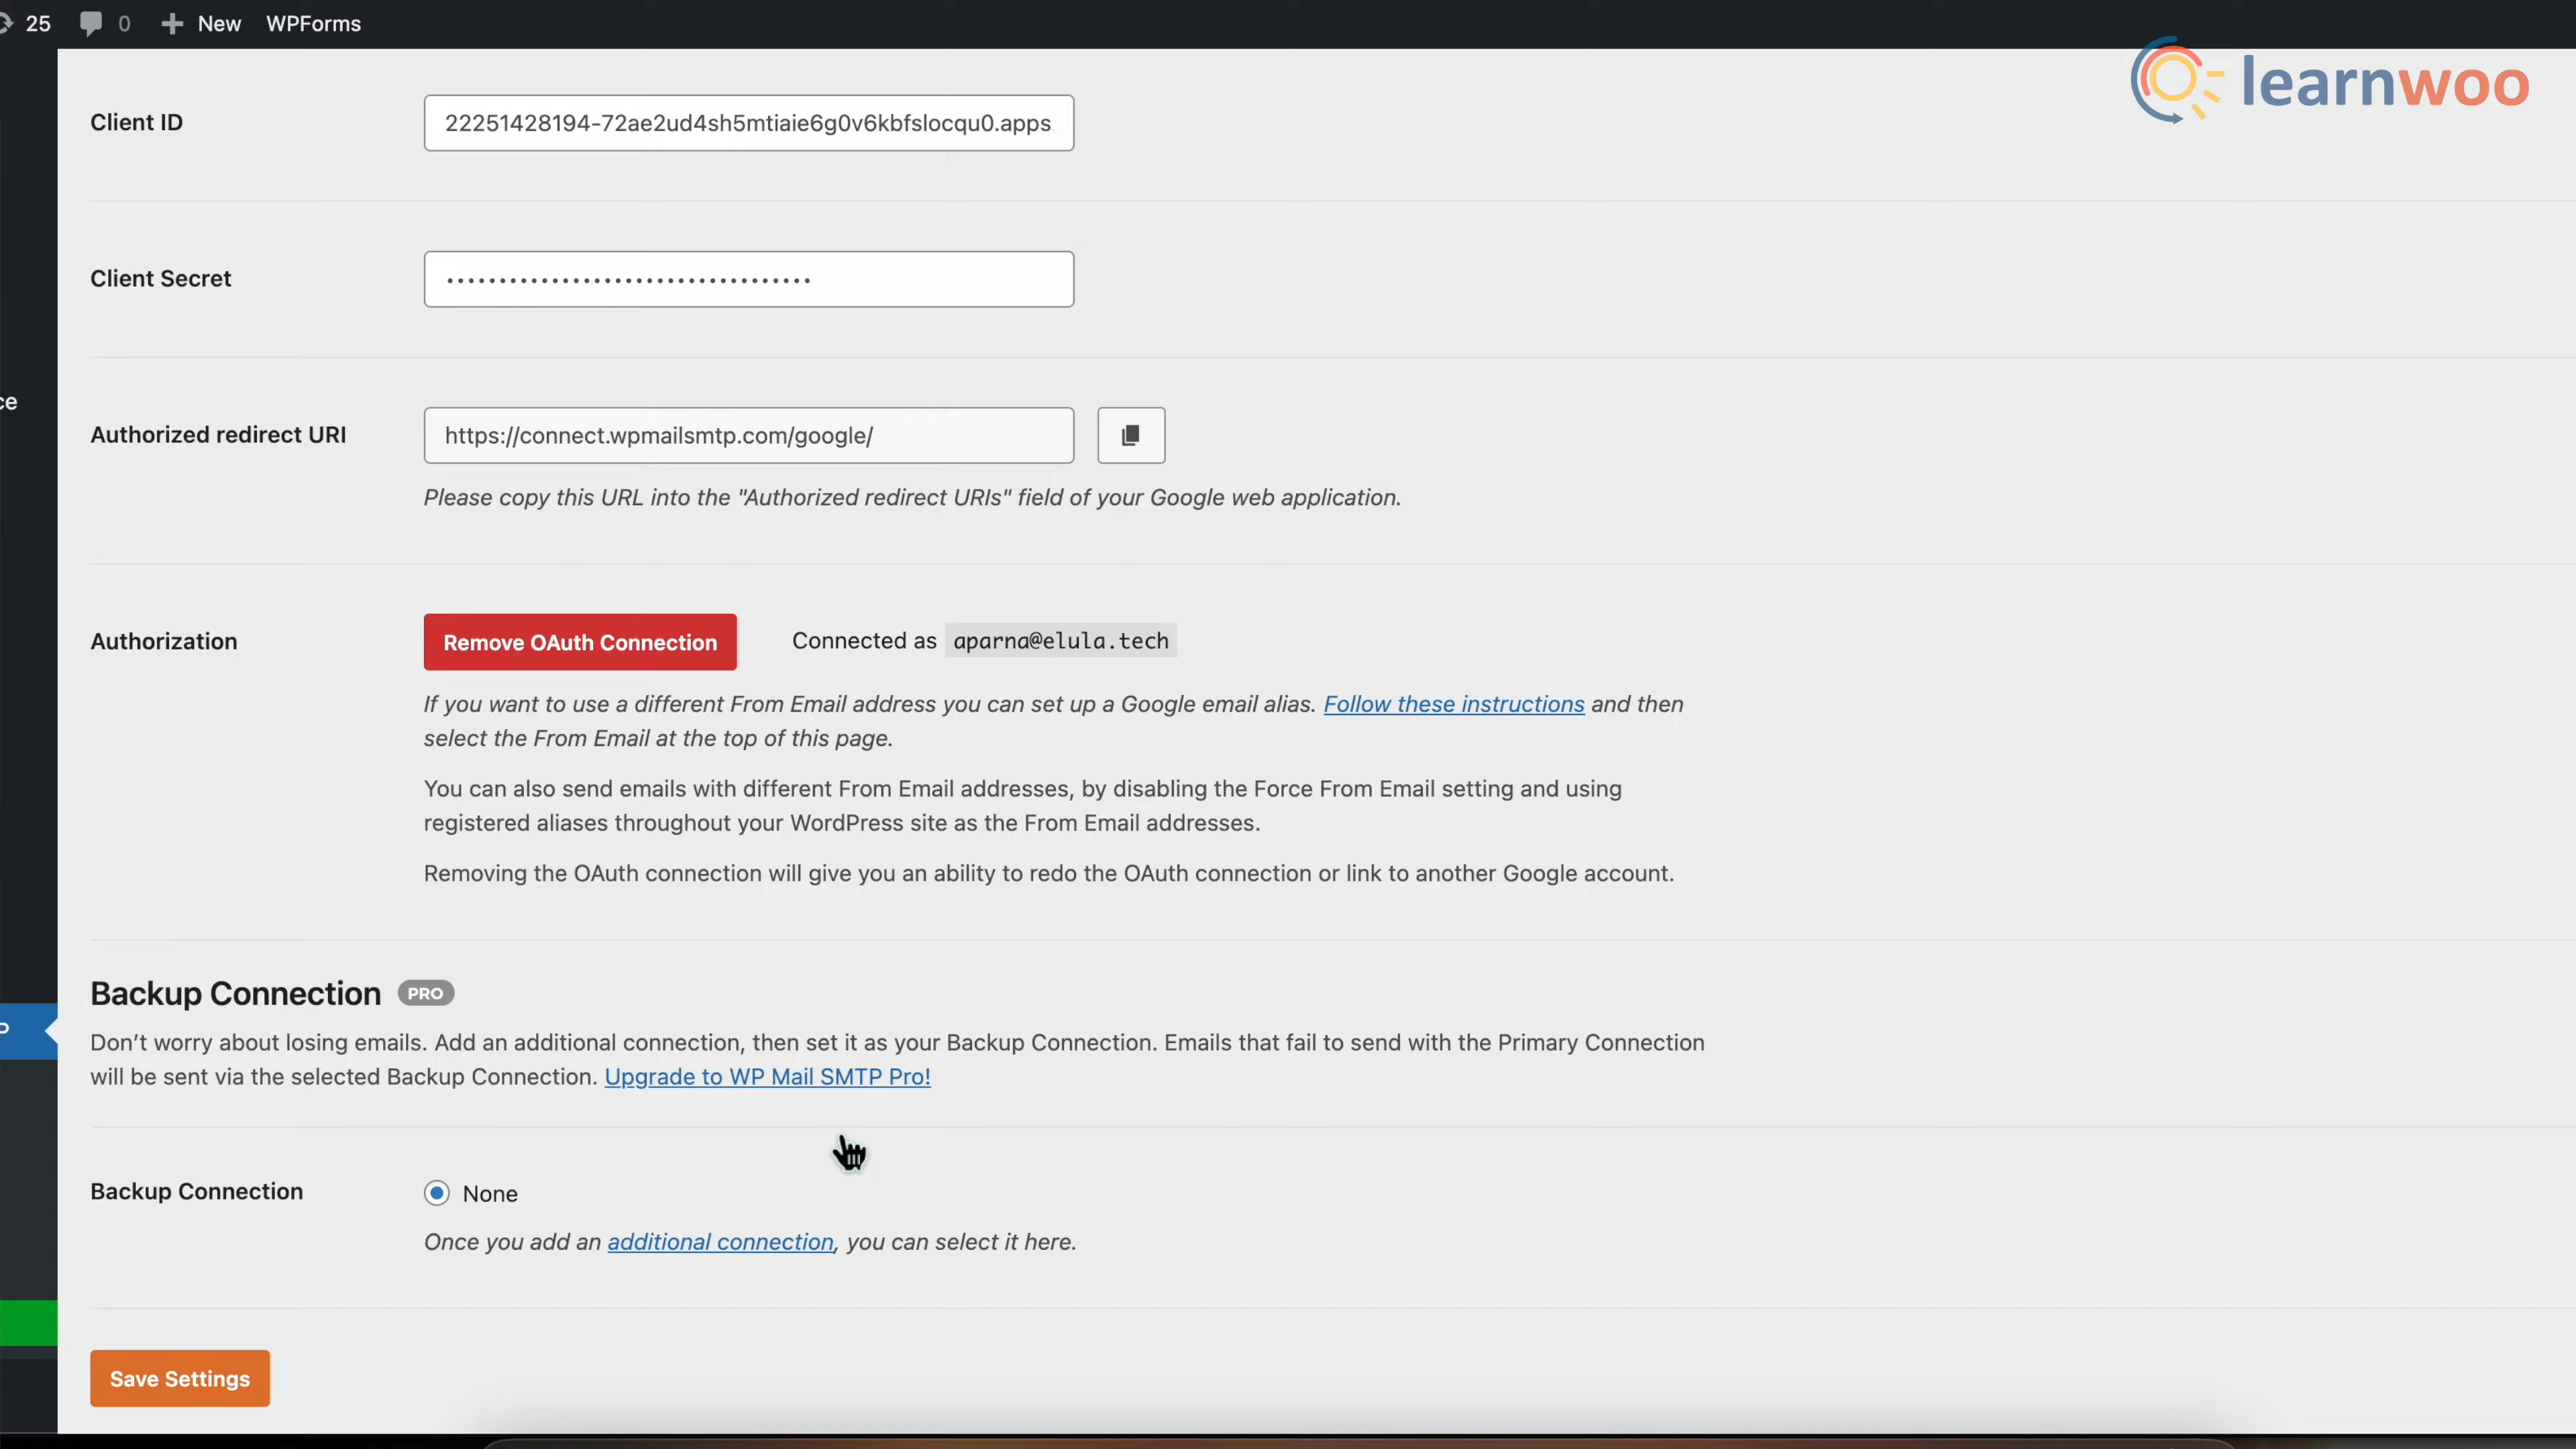 25 0 New WPForms
learnwoo
Client ID
22251428194-72ae2ud4sh5mtiaie6g0v6kbfslocqu0.apps
Client Secret
••••••••••••••••••••••••••••••••••• 
ce
Authorized redirect URI
https://connect.wpmailsmtp.com/google/
Please copy this URL into the "Authorized redirect URIs" field of your Google web application.
Authorization
Remove OAuth Connection
Connected as aparna@elula.tech
If you want to use a different From Email address you can set up a Google email alias. Follow these instructions and then
select the From Email at the top of this page.
You can also send emails with different From Email addresses, by disabling the Force From Email setting and using
registered aliases throughout your WordPress site as the From Email addresses.
Removing the OAuth connection will give you an ability to redo the OAuth connection or link to another Google account.
Backup Connection PRO
P
Don’t worry about losing emails. Add an additional connection, then set it as your Backup Connection. Emails that fail to send with the Primary Connection
will be sent via the selected Backup Connection. Upgrade to WP Mail SMTP Pro!
Backup Connection
None
Once you add an additional connection, you can select it here.
Save Settings